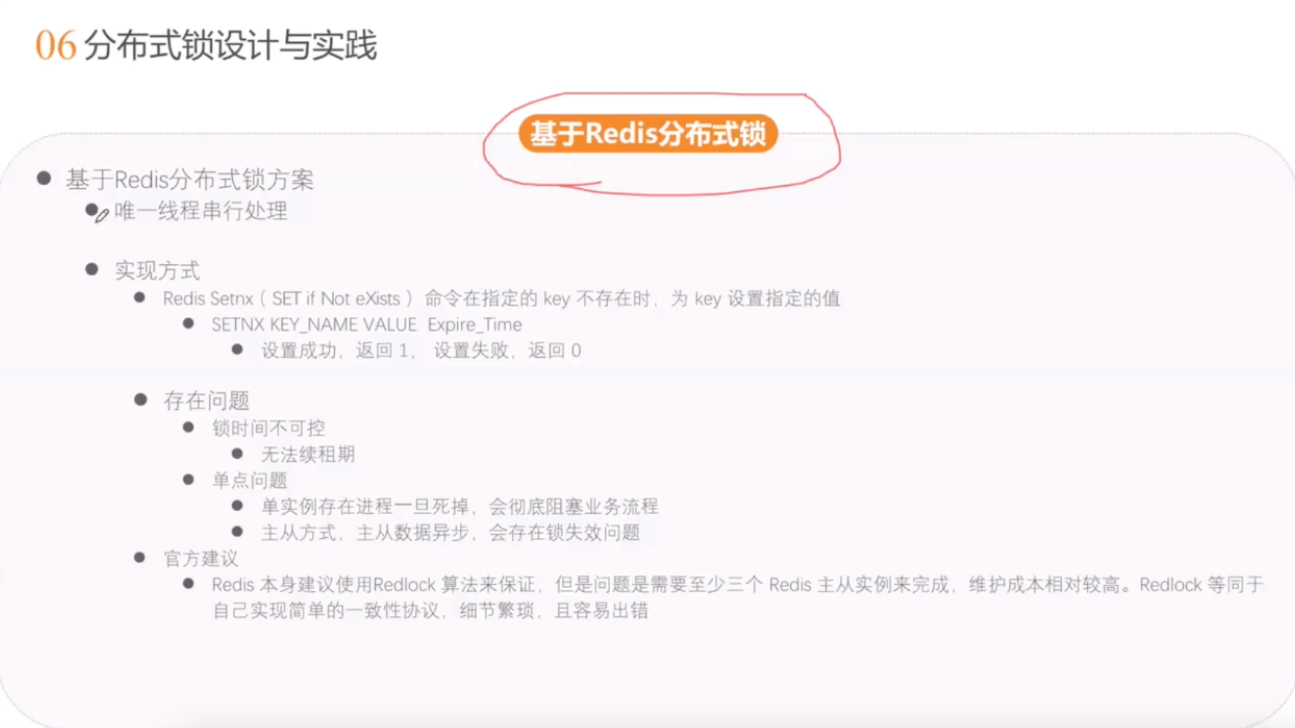 06 分布式锁设计与实践
基于Redis分布式锁
基于Redis分布式锁方案
唯一线程串行处理
实现方式
Redis Setnx（ SET if Not eXists ） 命令在指定的 key 不存在时，为 key 设置指定的值
SETNX KEY_NAME VALUE Expire_Time
设置成功，返回 1， 设置失败，返回 0
存在问题
锁时间不可控
无法续租期
单点问题
单实例存在进程一旦死掉，会彻底阻塞业务流程
主从方式，主从数据异步，会存在锁失效问题
官方建议
Redis 本身建议使用Redlock 算法来保证，但是问题是需要至少三个 Redis 主从实例来完成，维护成本相对较高。Redlock 等同于
自己实现简单的一致性协议，细节繁琐，且容易出错